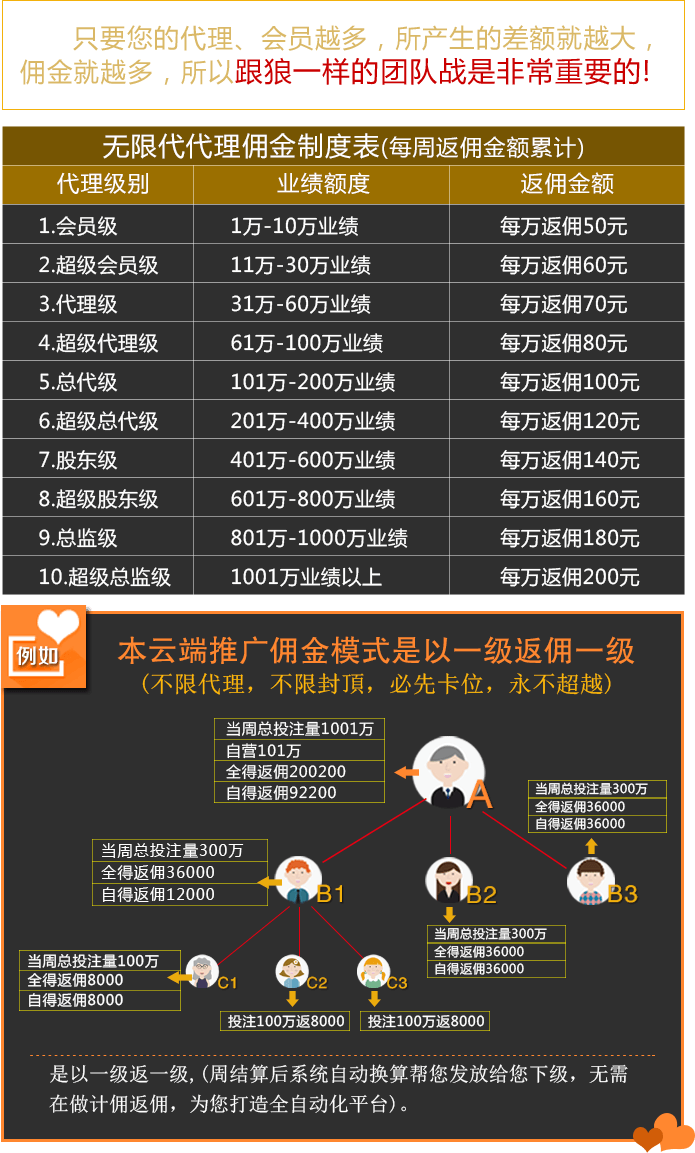 只要您的代理、会员越多，所产生的差额就越大，
佣金就越多，所以跟狼一样的团队战是非常重要的!
无限代代理佣金制度表(每周返佣金额累计)
代理级别 业绩额度 返佣金额
1.会员级 1万-10万业绩 每万返佣50元
2.超级会员级 11万-30万业绩 每万返佣60元
3.代理级 31万-60万业绩 每万返佣70元
4.超级代理级 61万-100万业绩 每万返佣80元
5.总代级 101万-200万业绩 每万返佣100元
6.超级总代级 201万-400万业绩 每万返佣120元
7.股东级 401万-600万业绩 每万返佣140元
8.超级股东级 601万-800万业绩 每万返佣160元
9.总监级 801万-1000万业绩 每万返佣180元
10.超级总监级 1001万业绩以上 每万返佣200元
例如
本云端推广佣金模式是以一级返佣一级
(不限代理，不限封頂，必先卡位，永不超越)
当周总投注量1001万
自营101万
全得返佣200200
自得返佣92200
A
当周总投注量300万
全得返佣36000
自得返佣36000
当周总投注量300万
全得返佣36000
自得返佣12000
B1
B2
B3
当周总投注量300万
全得返佣36000
自得返佣36000
当周总投注量100万
全得返佣8000
自得返佣8000
C1
C2
C3
投注100万返8000
投注100万返8000
是以一级返一级,(周结算后系统自动换算帮您发放给您下级，无需
在做计佣返佣，为您打造全自动化平台)。